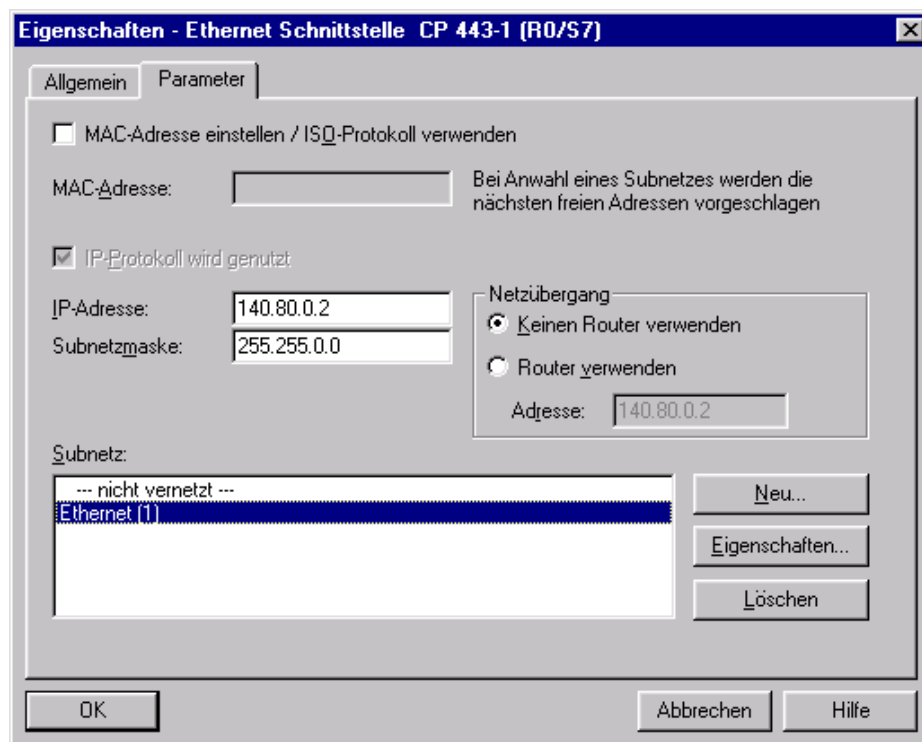 Eigenschaften - Ethernet Schnittstelle CP 443-1 (R0/S7)
Allgemein Parameter
MAC-Adresse einstellen / ISO-Protokoll verwenden
MAC-Adresse:
Bei Anwahl eines Subnetzes werden die
nächsten freien Adressen vorgeschlagen
IP-Protokoll wird genutzt
IP-Adresse: 140.80.0.2
Subnetzmaske: 255.255.0.0
Netzübergang
Keinen Router verwenden
Router verwenden
Adresse: 140.80.0.2
Subnetz:
--- nicht vernetzt ---
Ethernet (1)
Neu...
Eigenschaften...
Löschen
OK Abbrechen Hilfe